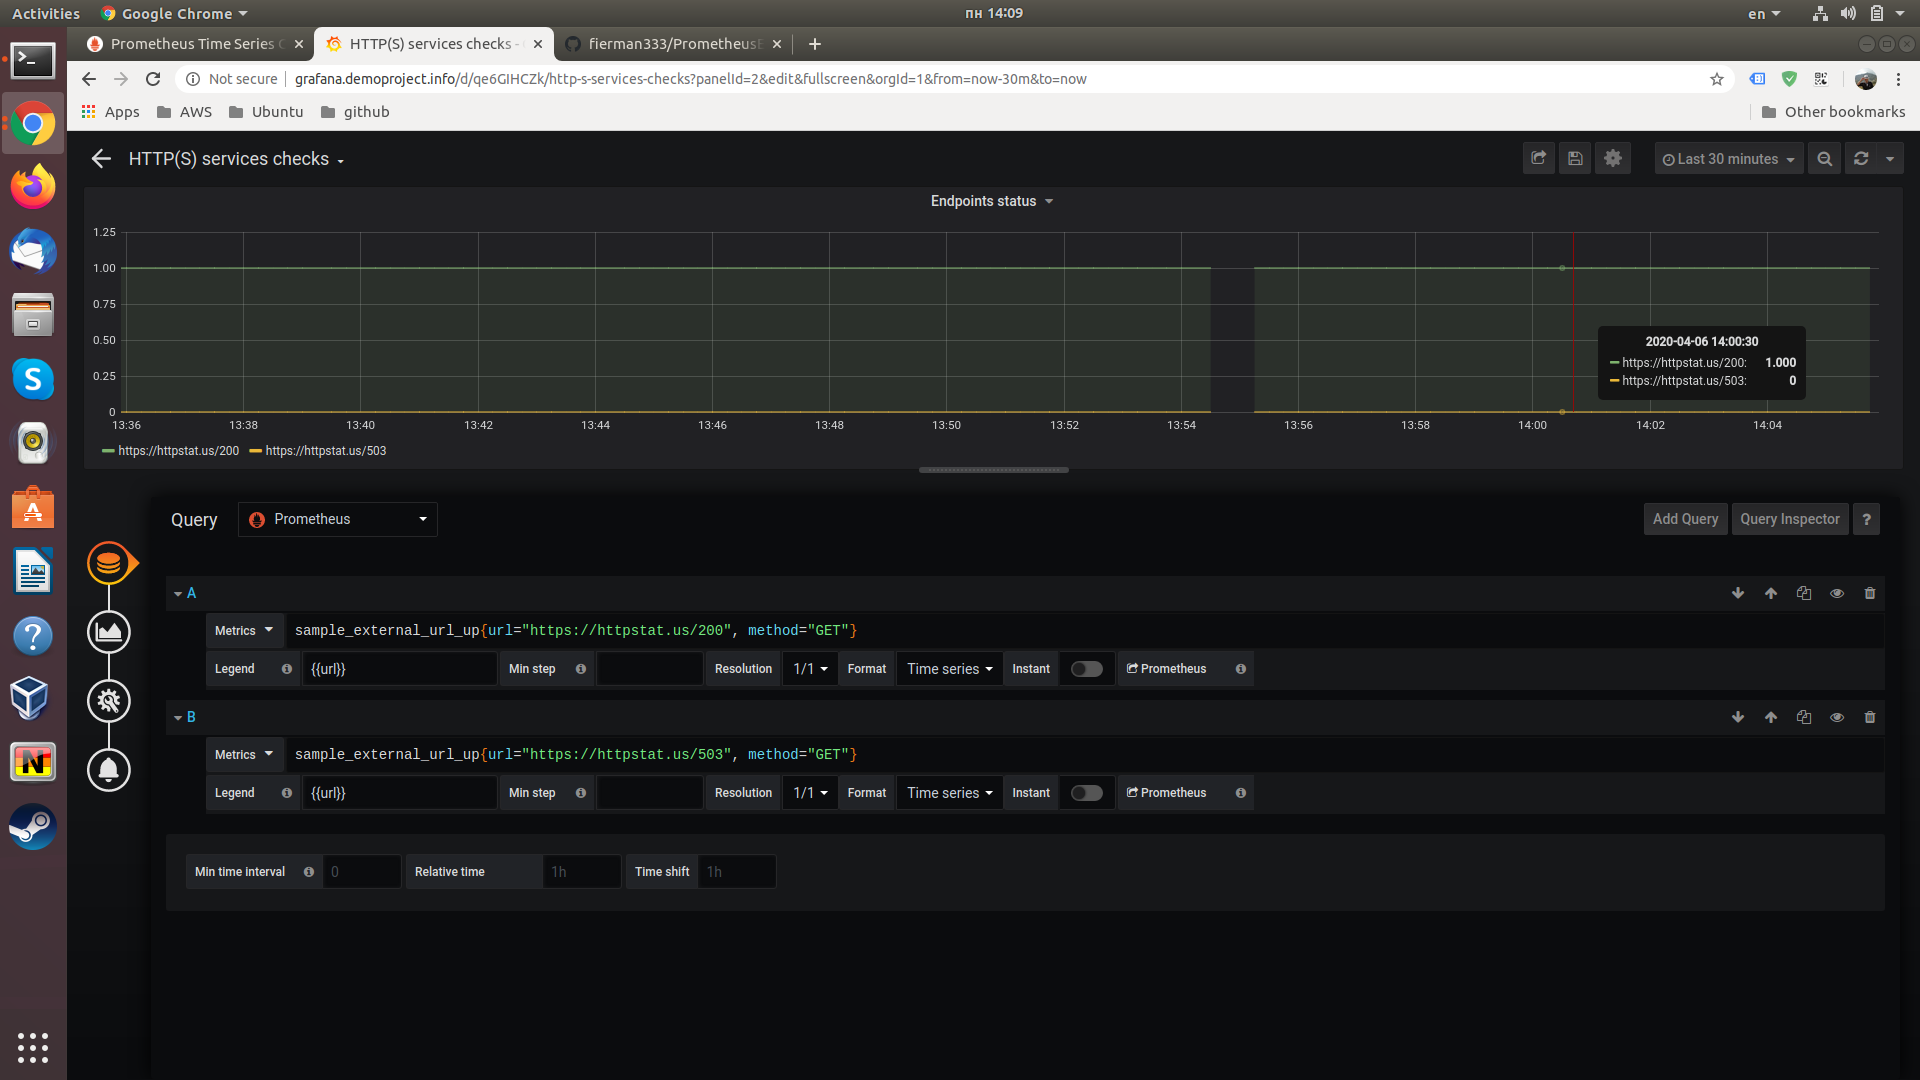 Activities
Google Chrome
пн 14:09
en
Prometheus Time Series C
HTTP(S) services checks -
fierman333/PrometheusE
Not secure
grafana.demoproject.info/d/qe6GIHCZk/http-s-services-checks?panelId=2&edit&fullscreen&orgId=1&from=now-30m&to=now
Apps
AWS
Ubuntu
github
Other bookmarks
HTTP(S) services checks
Last 30 minutes
Endpoints status
1.25
1.00
0.75
0.50
0.25
0
2020-04-06 14:00:30
https://httpstat.us/200: 1.000
https://httpstat.us/503: 0
13:36 13:38 13:40 13:42 13:44 13:46 13:48 13:50 13:52 13:54 13:56 13:58 14:00 14:02 14:04
https://httpstat.us/200 https://httpstat.us/503
Query
Prometheus
Add Query
Query Inspector
?
A
Metrics
sample_external_url_up{url="https://httpstat.us/200", method="GET"}
Legend {{url}} Min step Resolution 1/1 Format Time series Instant Prometheus
B
Metrics
sample_external_url_up{url="https://httpstat.us/503", method="GET"}
Legend {{url}} Min step Resolution 1/1 Format Time series Instant Prometheus
Min time interval 0 Relative time 1h Time shift 1h